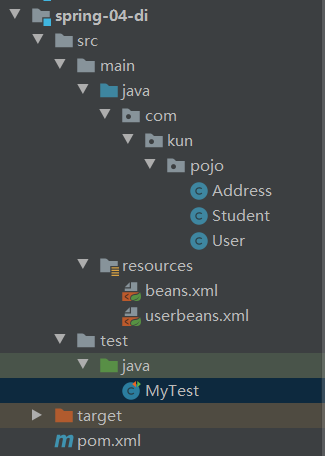 spring-04-di
src
main
java
com
kun
pojo
Address
Student
User
resources
beans.xml
userbeans.xml
test
java
MyTest
target
pom.xml